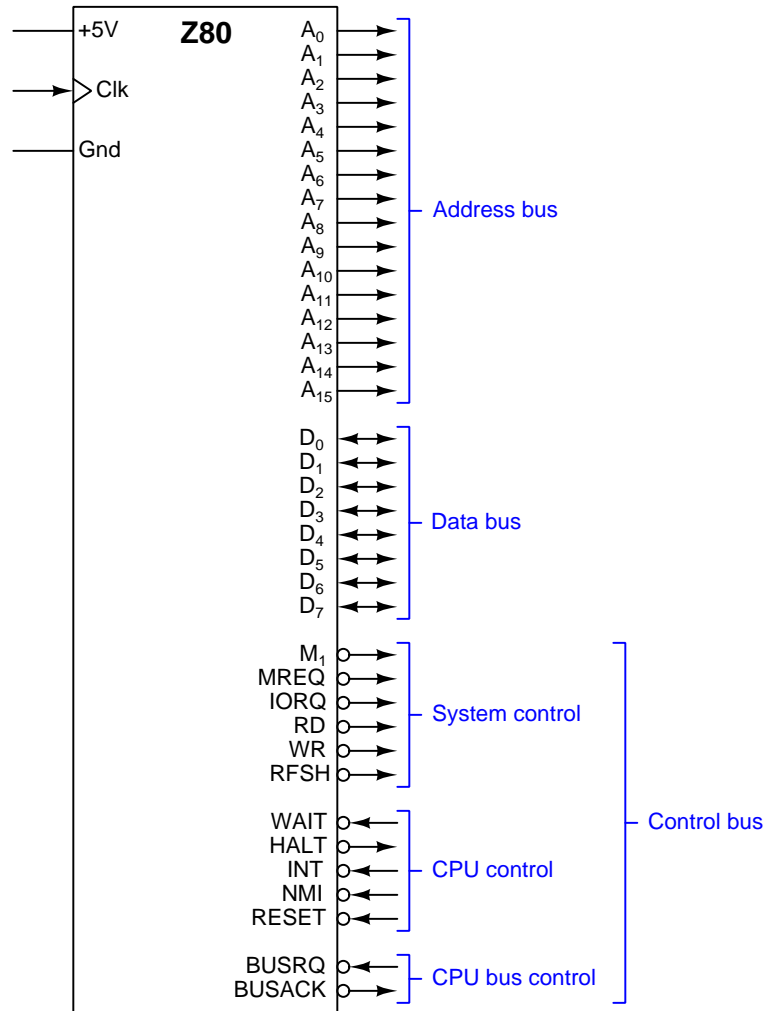 +5V
Z80
Clk
Gnd
A0
A1
A2
A3
A4
A5
A6
A7
A8
A9
A10
A11
A12
A13
A14
A15
Address bus
D0
D1
D2
D3
D4
D5
D6
D7
Data bus
M1
MREQ
IORQ
RD
WR
RFSH
System control
WAIT
HALT
INT
NMI
RESET
CPU control
BUSRQ
BUSACK
CPU bus control
Control bus